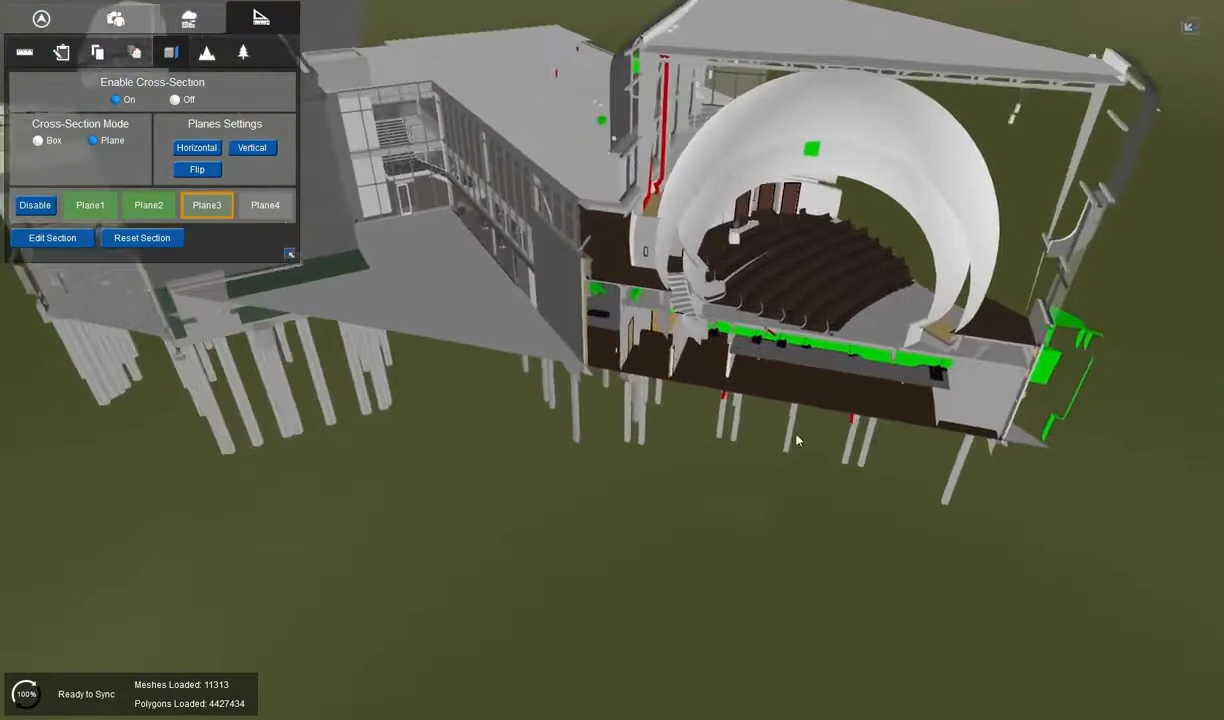 Enable Cross-Section
On Off
Cross-Section Mode
Box Plane
Planes Settings
Horizontal Vertical
Flip
Disable Plane1 Plane2 Plane3 Plane4
Edit Section Reset Section
100% Ready to Sync
Meshes Loaded: 11313
Polygons Loaded: 4427434